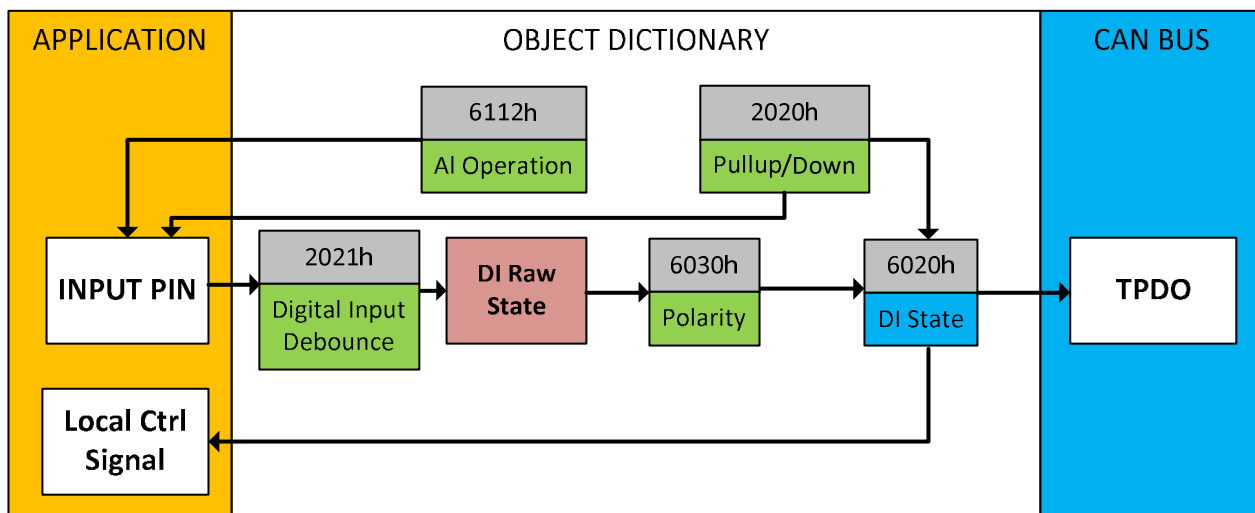 APPLICATION
OBJECT DICTIONARY
CAN BUS
6112h
AI Operation
2020h
Pullup/Down
INPUT PIN
2021h
Digital Input
Debounce
DI Raw
State
6030h
Polarity
6020h
DI State
TPDO
Local Ctrl
Signal